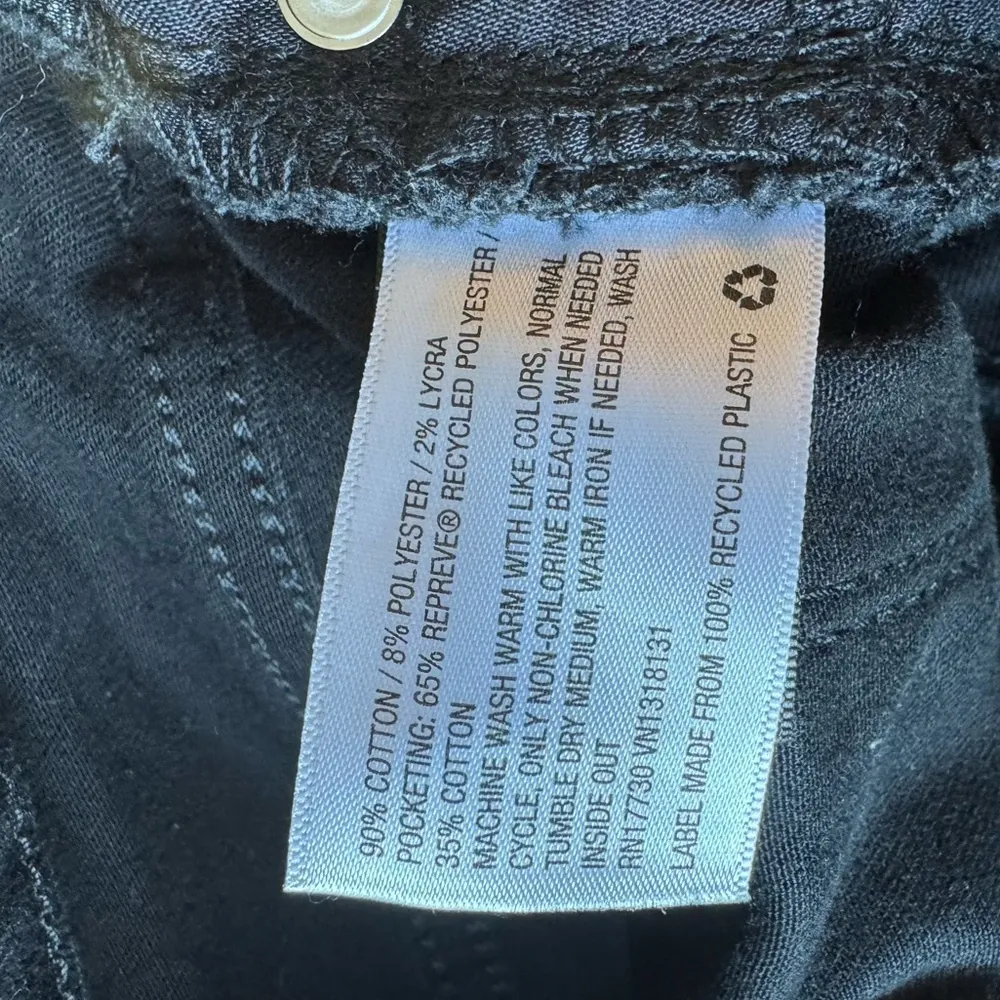 90% COTTON / 8% POLYESTER / 2% LYCRA
POCKETING: 65% REPREVE® RECYCLED POLYESTER /
35% COTTON
MACHINE WASH WARM WITH LIKE COLORS, NORMAL
CYCLE, ONLY NON-CHLORINE BLEACH WHEN NEEDED
TUMBLE DRY MEDIUM, WARM IRON IF NEEDED, WASH
INSIDE OUT
RN17730 VN1318131
LABEL MADE FROM 100% RECYCLED PLASTIC